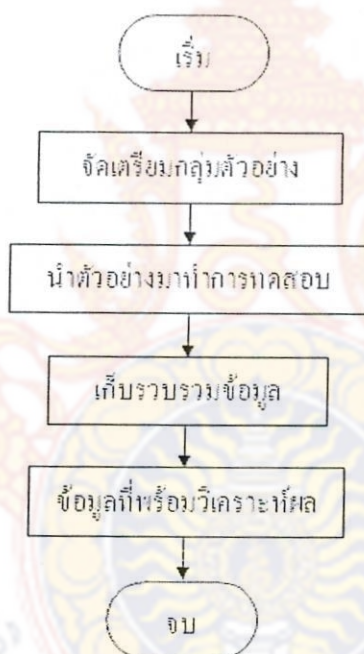 เริ่ม
จัดเตรียมกลุ่มตัวอย่าง
นำตัวอย่างมาทำการทดสอบ
เก็บรวบรวมข้อมูล
ข้อมูลที่พร้อมวิเคราะห์ผล
จบ